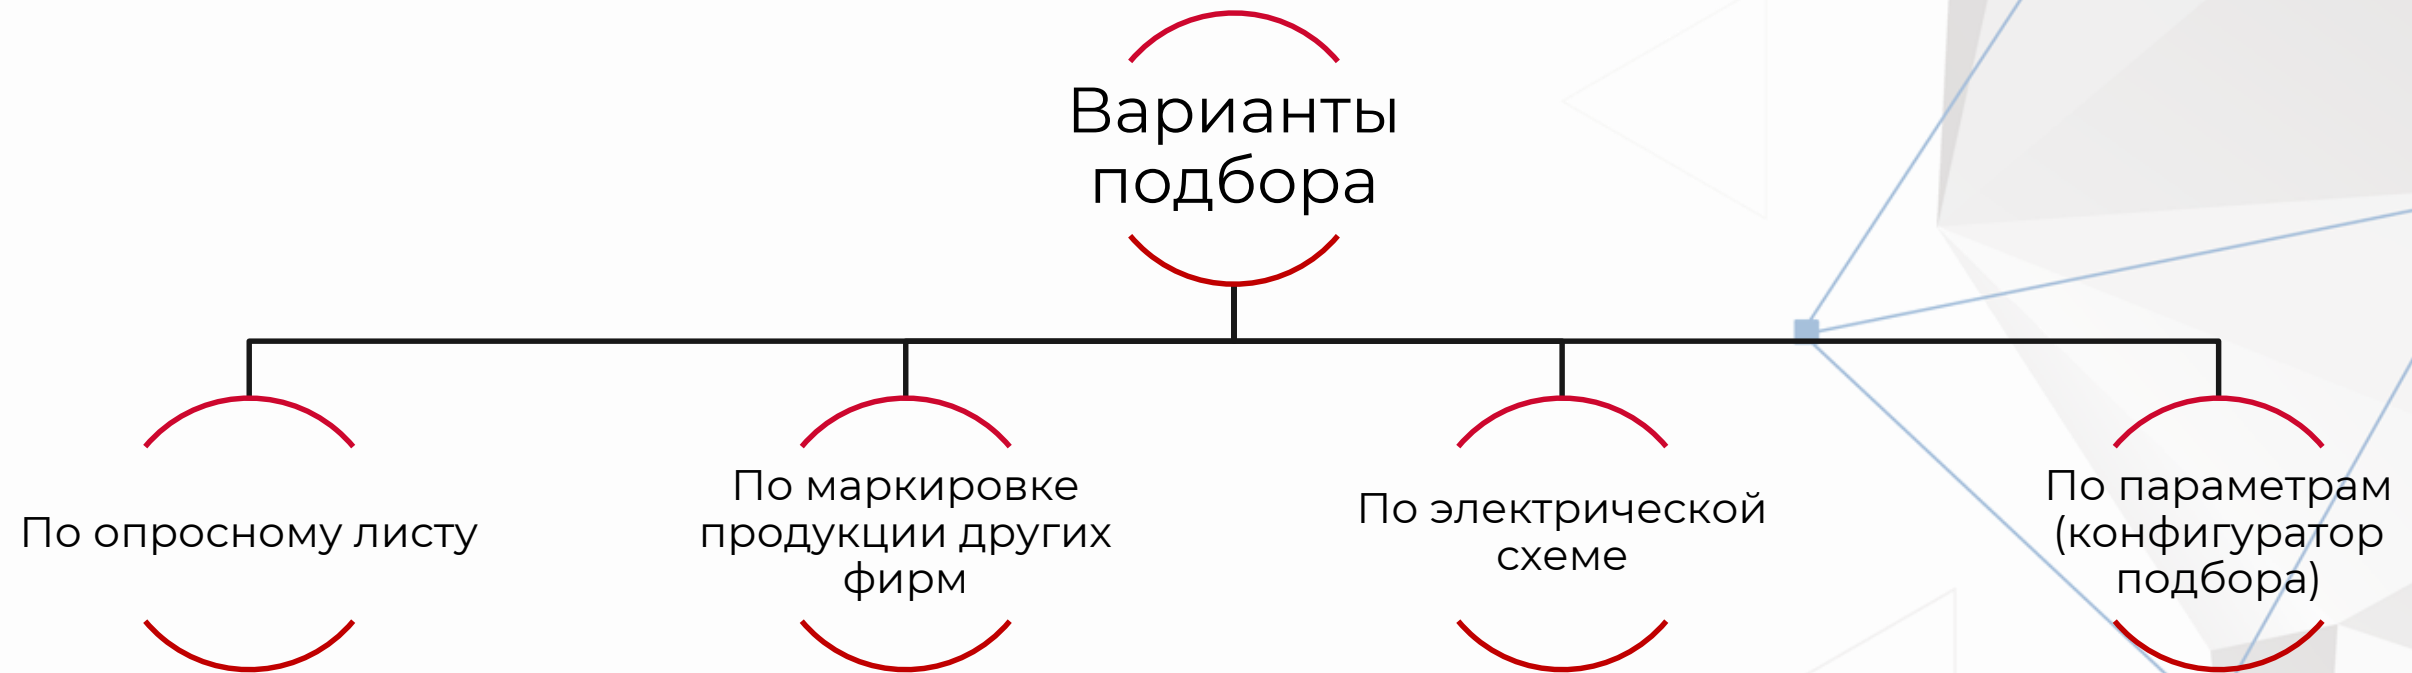 Варианты
подбора
По опросному листу
По маркировке
продукции других
фирм
По электрической
схеме
По параметрам
(конфигуратор
подбора)